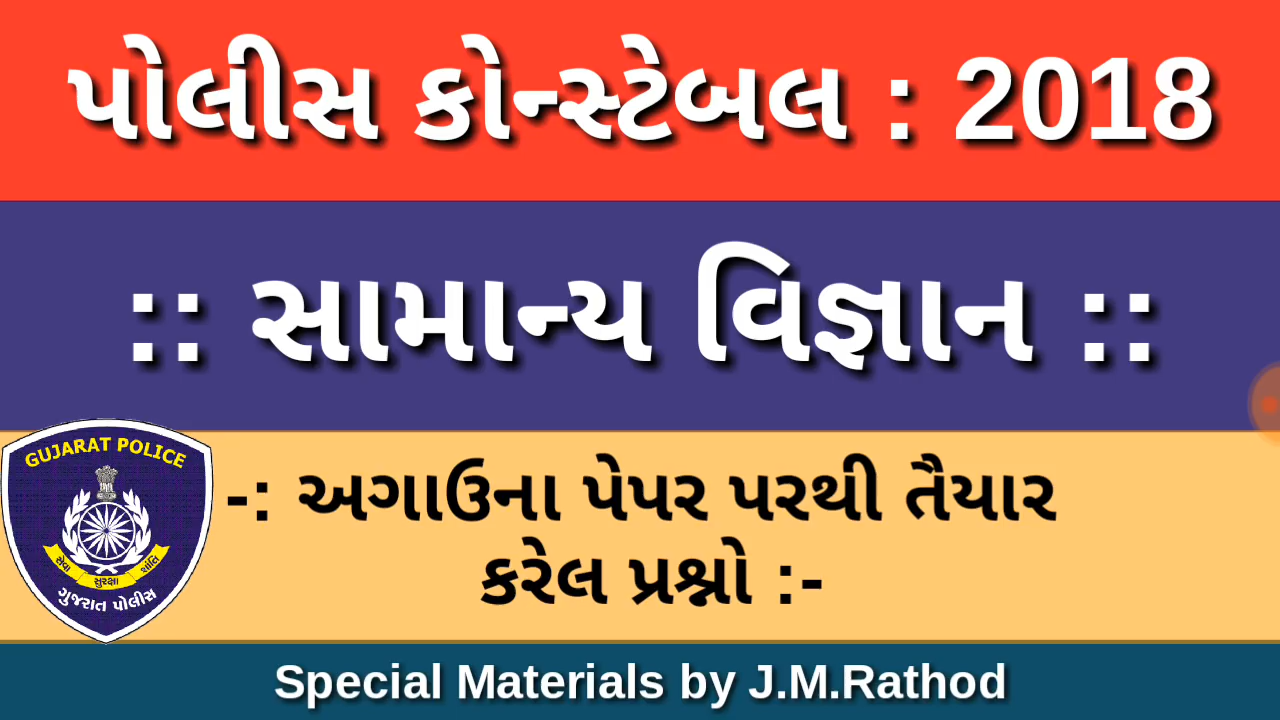 પોલીસ કોન્સ્ટેબલ : 2018
:: સામાન્ય વિજ્ઞાન ::
GUJARAT POLICE
સેવા સુરક્ષા શાંતિ
ગુજરાત પોલીસ
-: અગાઉના પેપર પરથી તૈયાર
કરેલ પ્રશ્નો :-
Special Materials by J.M.Rathod